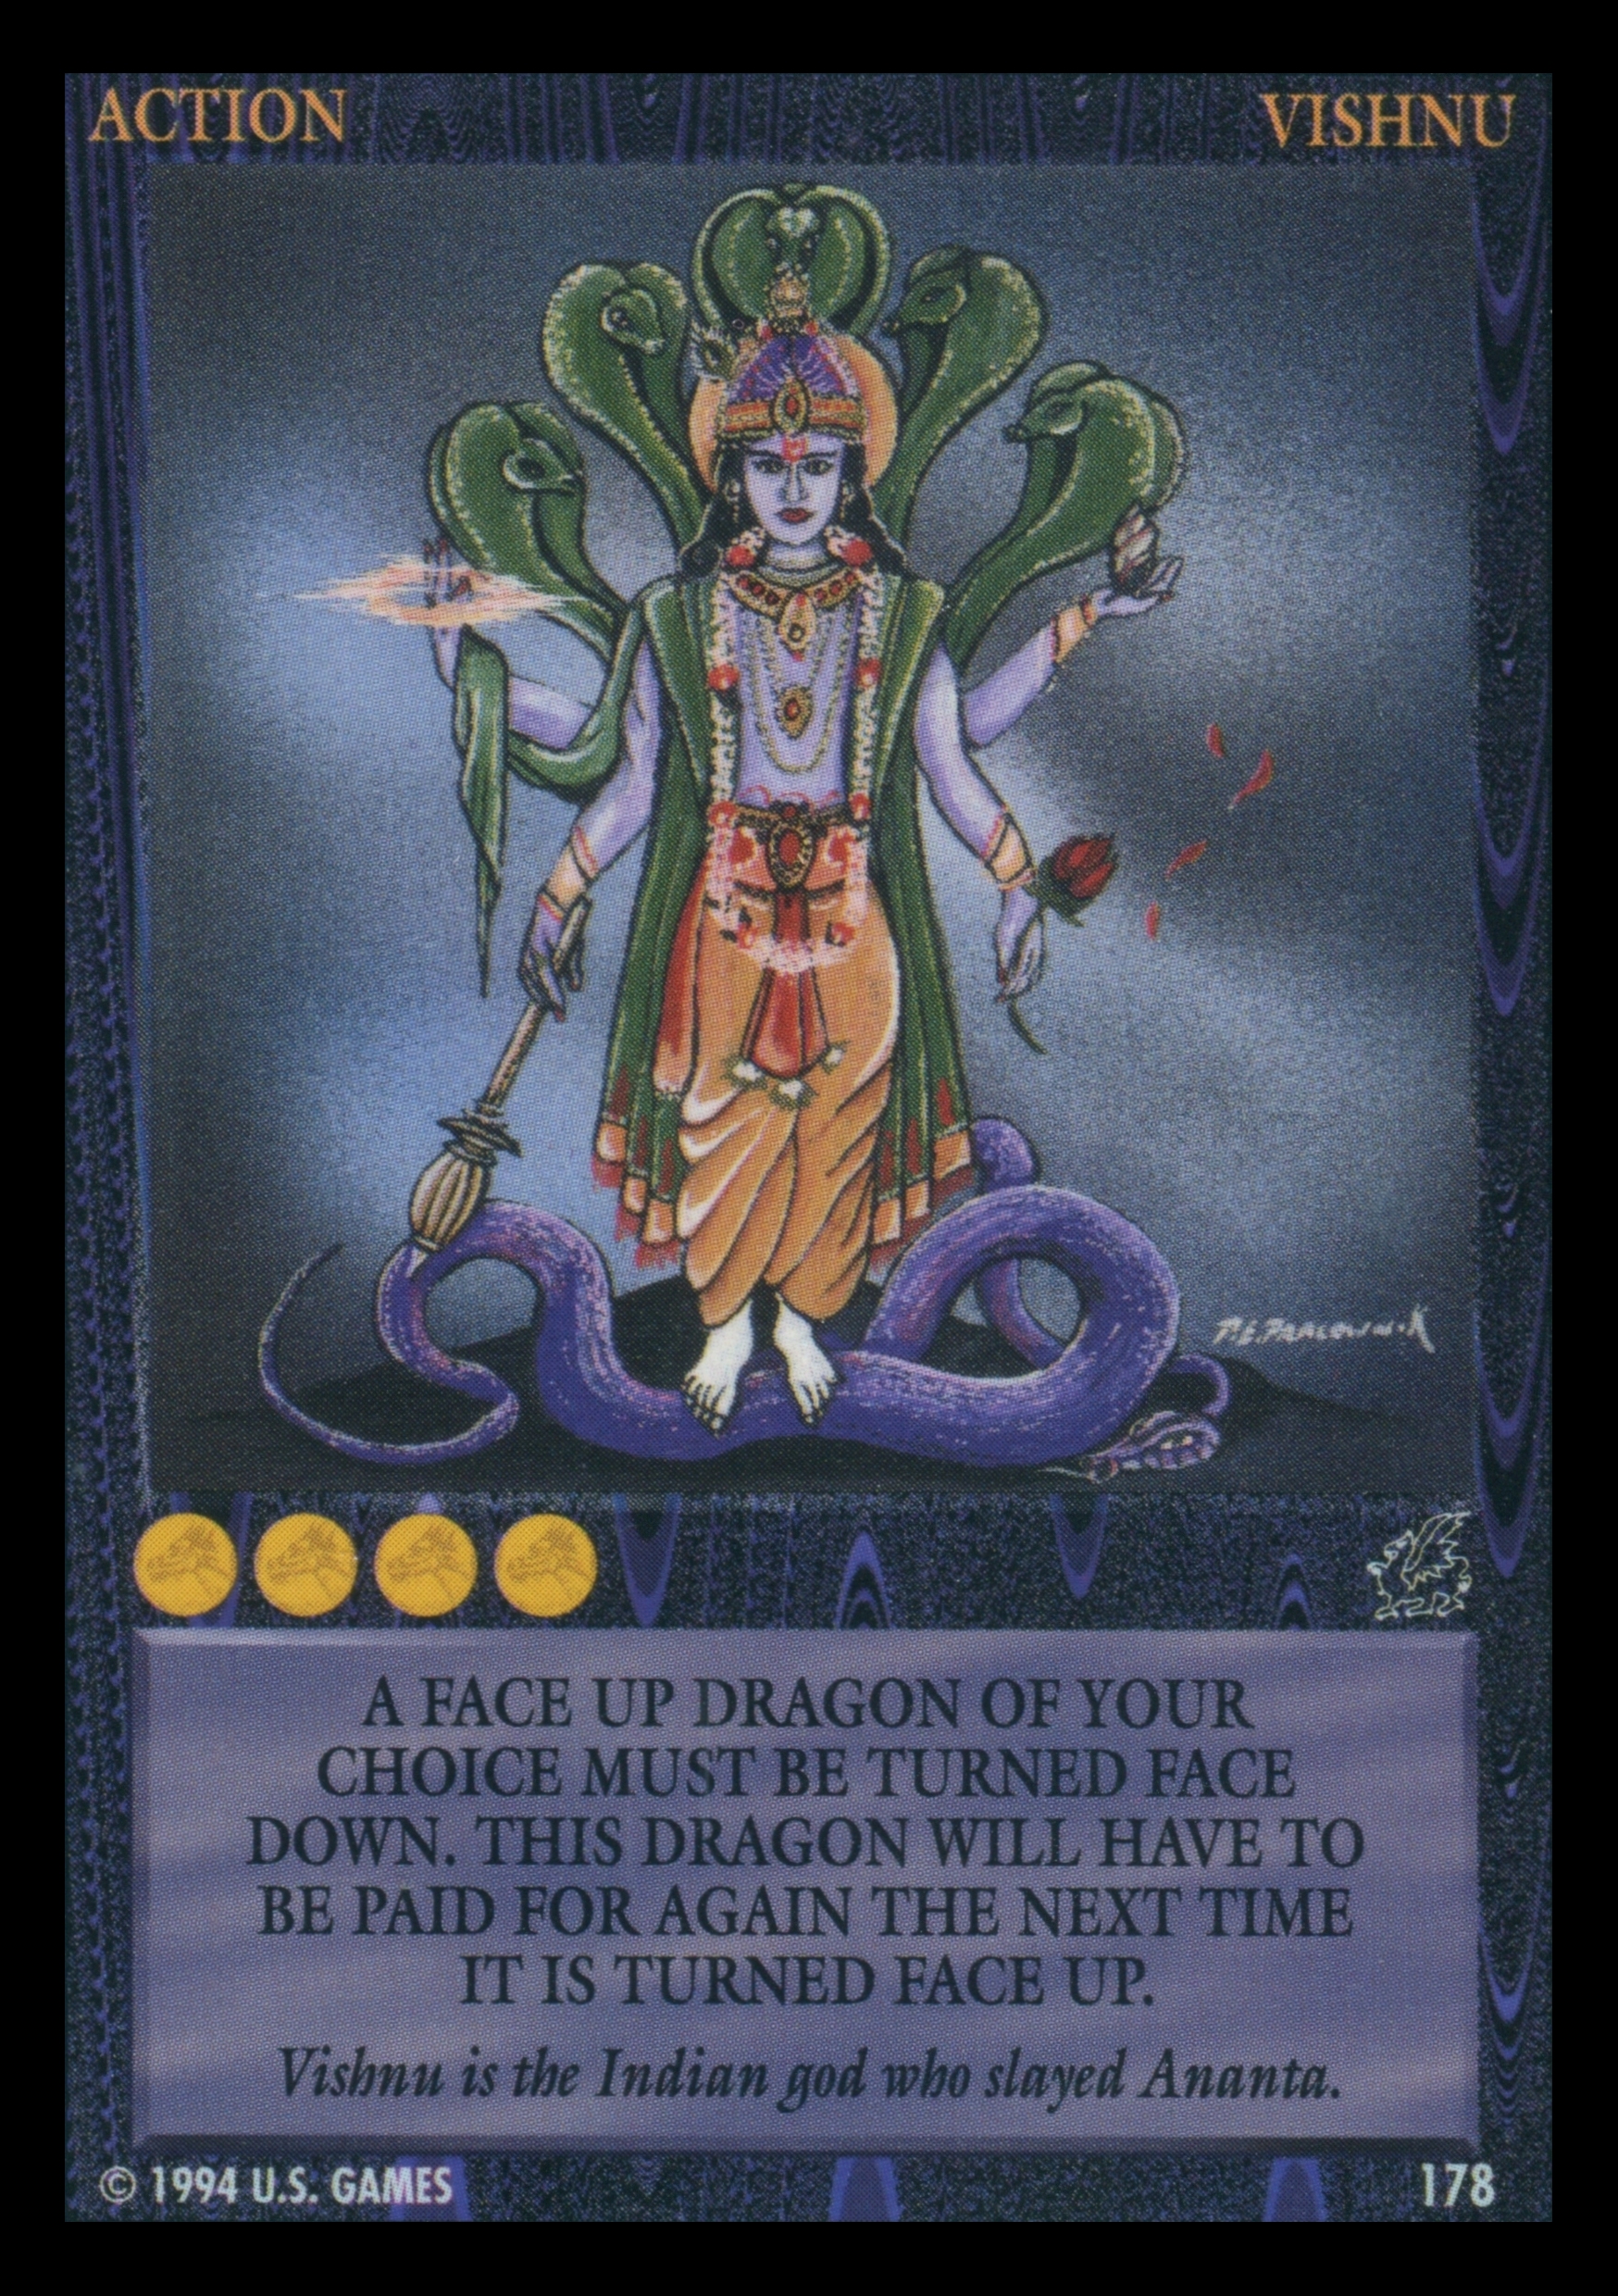 ACTION
VISHNU
A FACE UP DRAGON OF YOUR
CHOICE MUST BE TURNED FACE
DOWN. THIS DRAGON WILL HAVE TO
BE PAID FOR AGAIN THE NEXT TIME
IT IS TURNED FACE UP.
Vishnu is the Indian god who slayed Ananta.
© 1994 U.S. GAMES
178